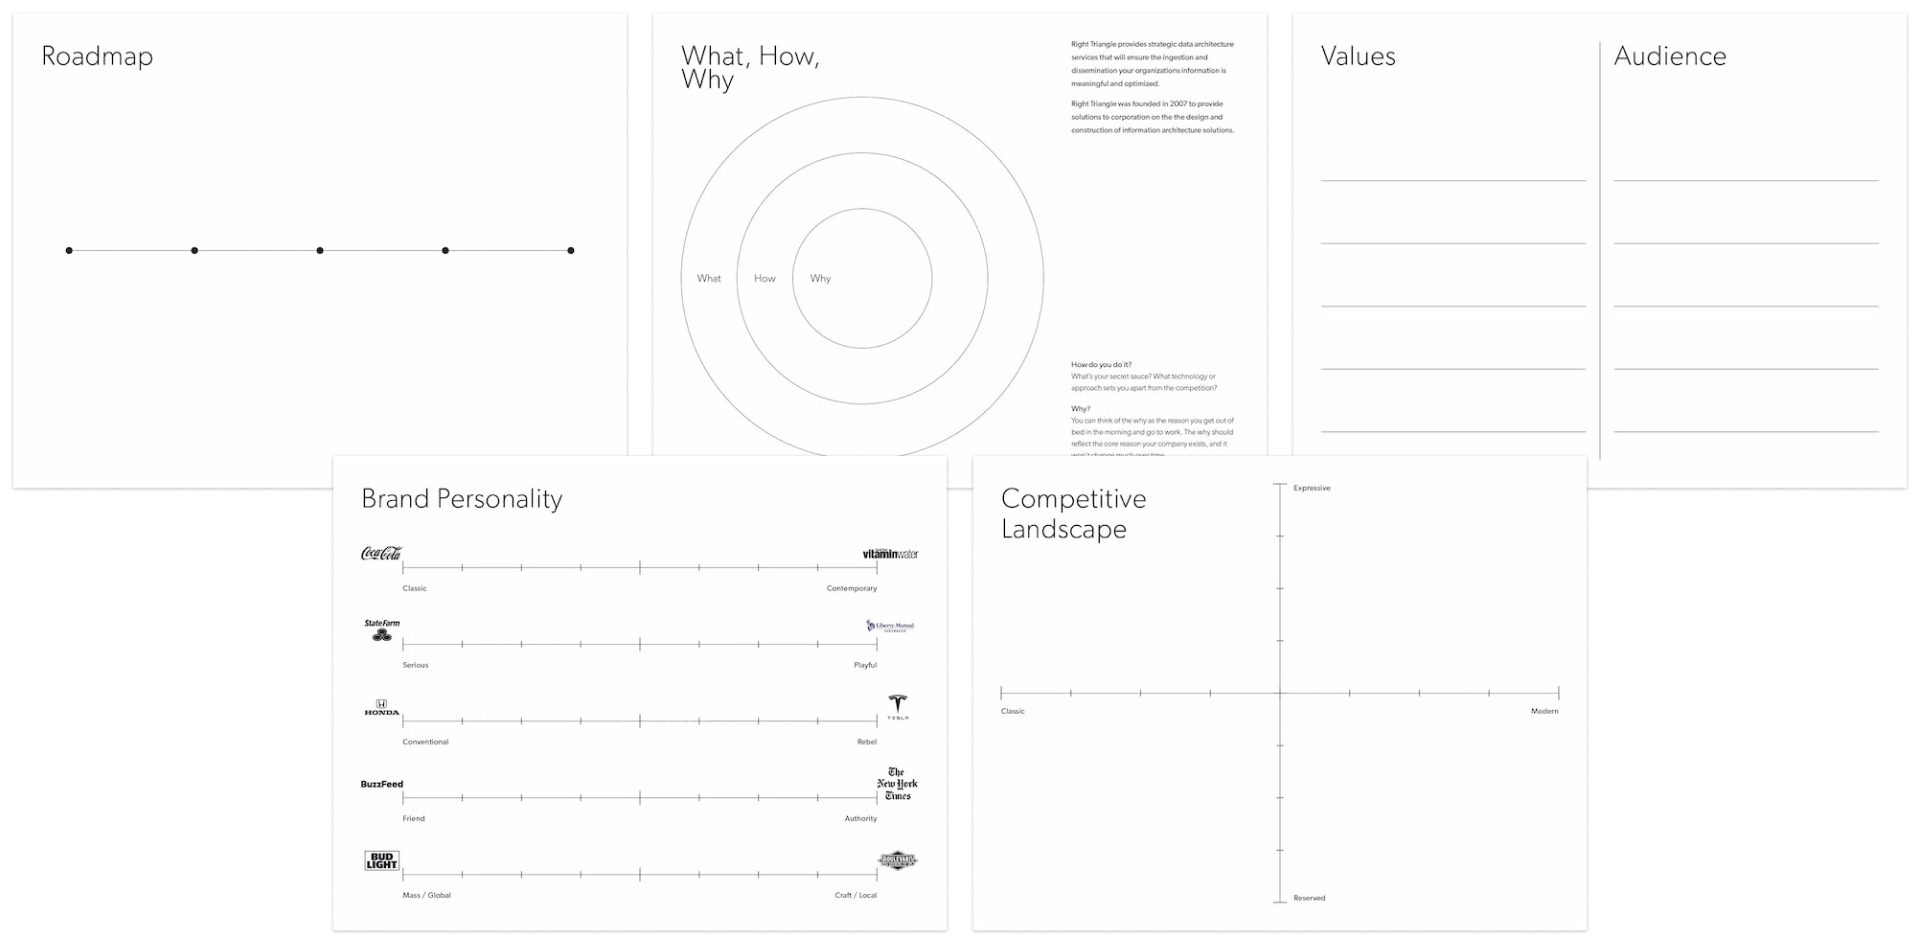 Roadmap
What, How,
Why
Right Triangle provides strategic data architecture
services that will ensure the ingestion and
dissemination your organizations information is
meaningful and optimized.
Right Triangle was founded in 2007 to provide
solutions to corporation on the the design and
construction of information architecture solutions.
What
How
Why
How do you do it?
What's your secret sauce? What technology or
approach sets you apart from the competition?
Why?
You can think of the why as the reason you get out of
bed in the morning and go to work. The why should
reflect the core reason your company exists, and it
won't change much over time.
Values
Audience
Brand Personality
Coca-Cola
vitaminwater
Classic
Contemporary
State Farm
Liberty Mutual
INSURANCE
Serious
Playful
HONDA
TESLA
Conventional
Rebel
BuzzFeed
The
New York
Times
Friend
Authority
BUD
LIGHT
BOULEVARD
Mass / Global
Craft / Local
Competitive
Landscape
Expressive
Classic
Modern
Reserved